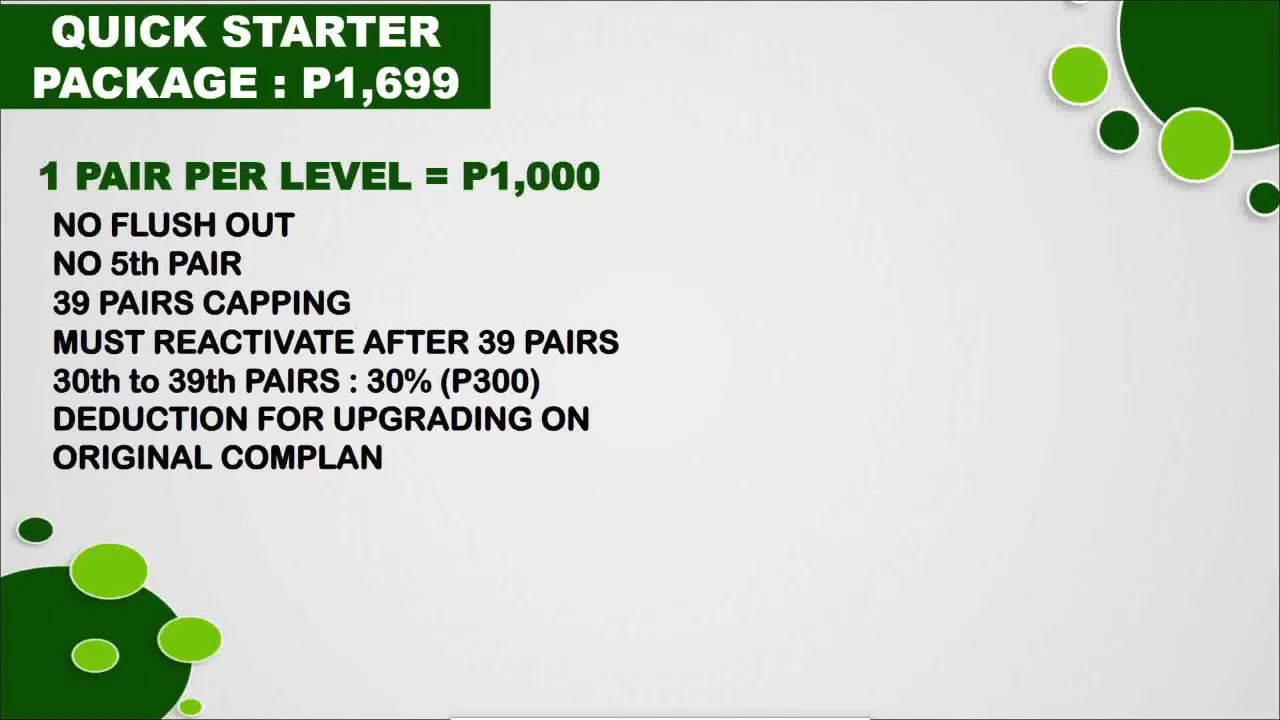 QUICK STARTER
PACKAGE : P1,699
1 PAIR PER LEVEL = P1,000
NO FLUSH OUT
NO 5th PAIR
39 PAIRS CAPPING
MUST REACTIVATE AFTER 39 PAIRS
30th to 39th PAIRS : 30% (P300)
DEDUCTION FOR UPGRADING ON
ORIGINAL COMPLAN